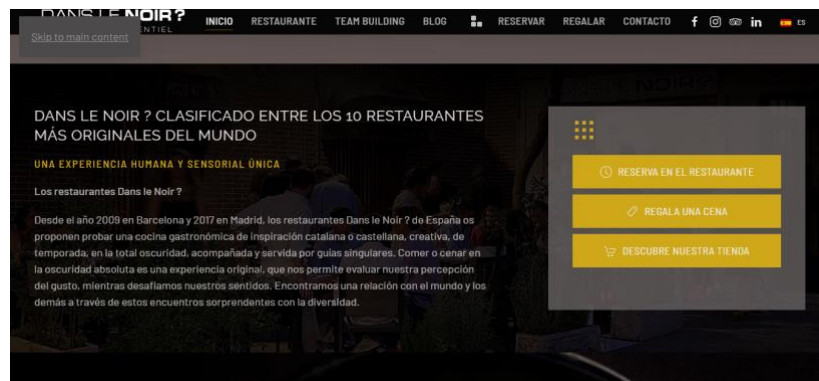 DANS LE NOIR ?
Skip to main content
INICIO RESTAURANTE TEAM BUILDING BLOG RESERVAR REGALAR CONTACTO ES
DANS LE NOIR ? CLASIFICADO ENTRE LOS 10 RESTAURANTES
MÁS ORIGINALES DEL MUNDO
UNA EXPERIENCIA HUMANA Y SENSORIAL ÚNICA
Los restaurantes Dans le Noir ?
Desde el año 2009 en Barcelona y 2017 en Madrid, los restaurantes Dans le Noir ? de España os
proponen probar una cocina gastronómica de inspiración catalana o castellana, creativa, de
temporada, en la total oscuridad, acompañada y servida por guías singulares. Comer o cenar en
la oscuridad absoluta es una experiencia original, que nos permite evaluar nuestra percepción
del gusto, mientras desafiamos nuestros sentidos. Encontramos una relación con el mundo y los
demás a través de estos encuentros sorprendentes con la diversidad.
RESERVA EN EL RESTAURANTE
REGALA UNA CENA
DESCUBRE NUESTRA TIENDA